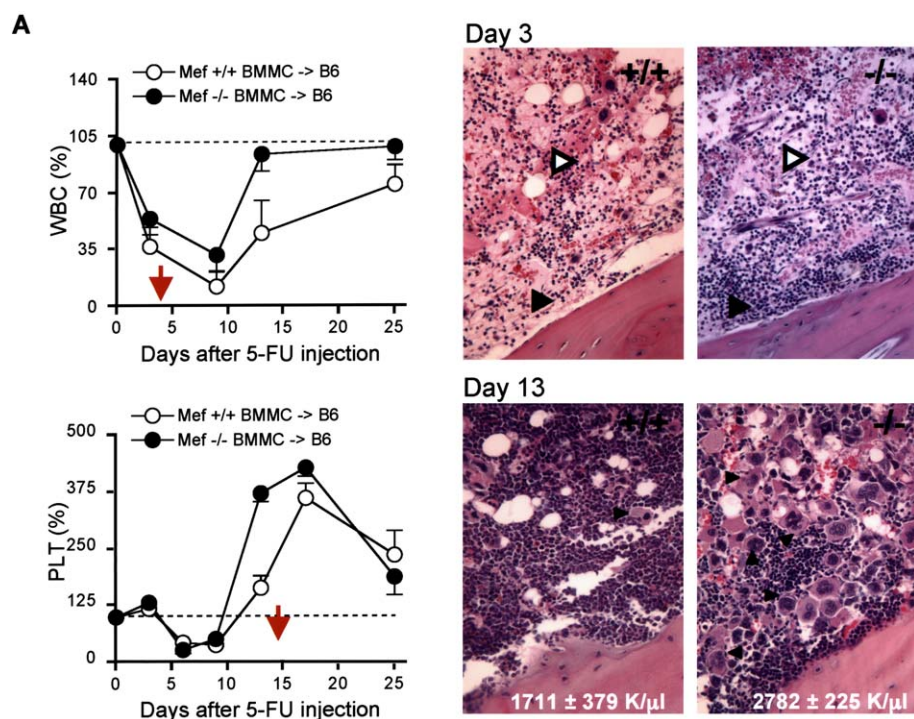 A
Mef +/+ BMMC -> B6
Mef -/- BMMC -> B6
WBC (%)
140
105
70
35
0
0 5 10 15 20 25
Days after 5-FU injection
Mef +/+ BMMC -> B6
Mef -/- BMMC -> B6
PLT (%)
500
375
250
125
0
0 5 10 15 20 25
Days after 5-FU injection
Day 3
+/+
-/-
Day 13
+/+
-/-
1711 ± 379 K/μl
2782 ± 225 K/μl